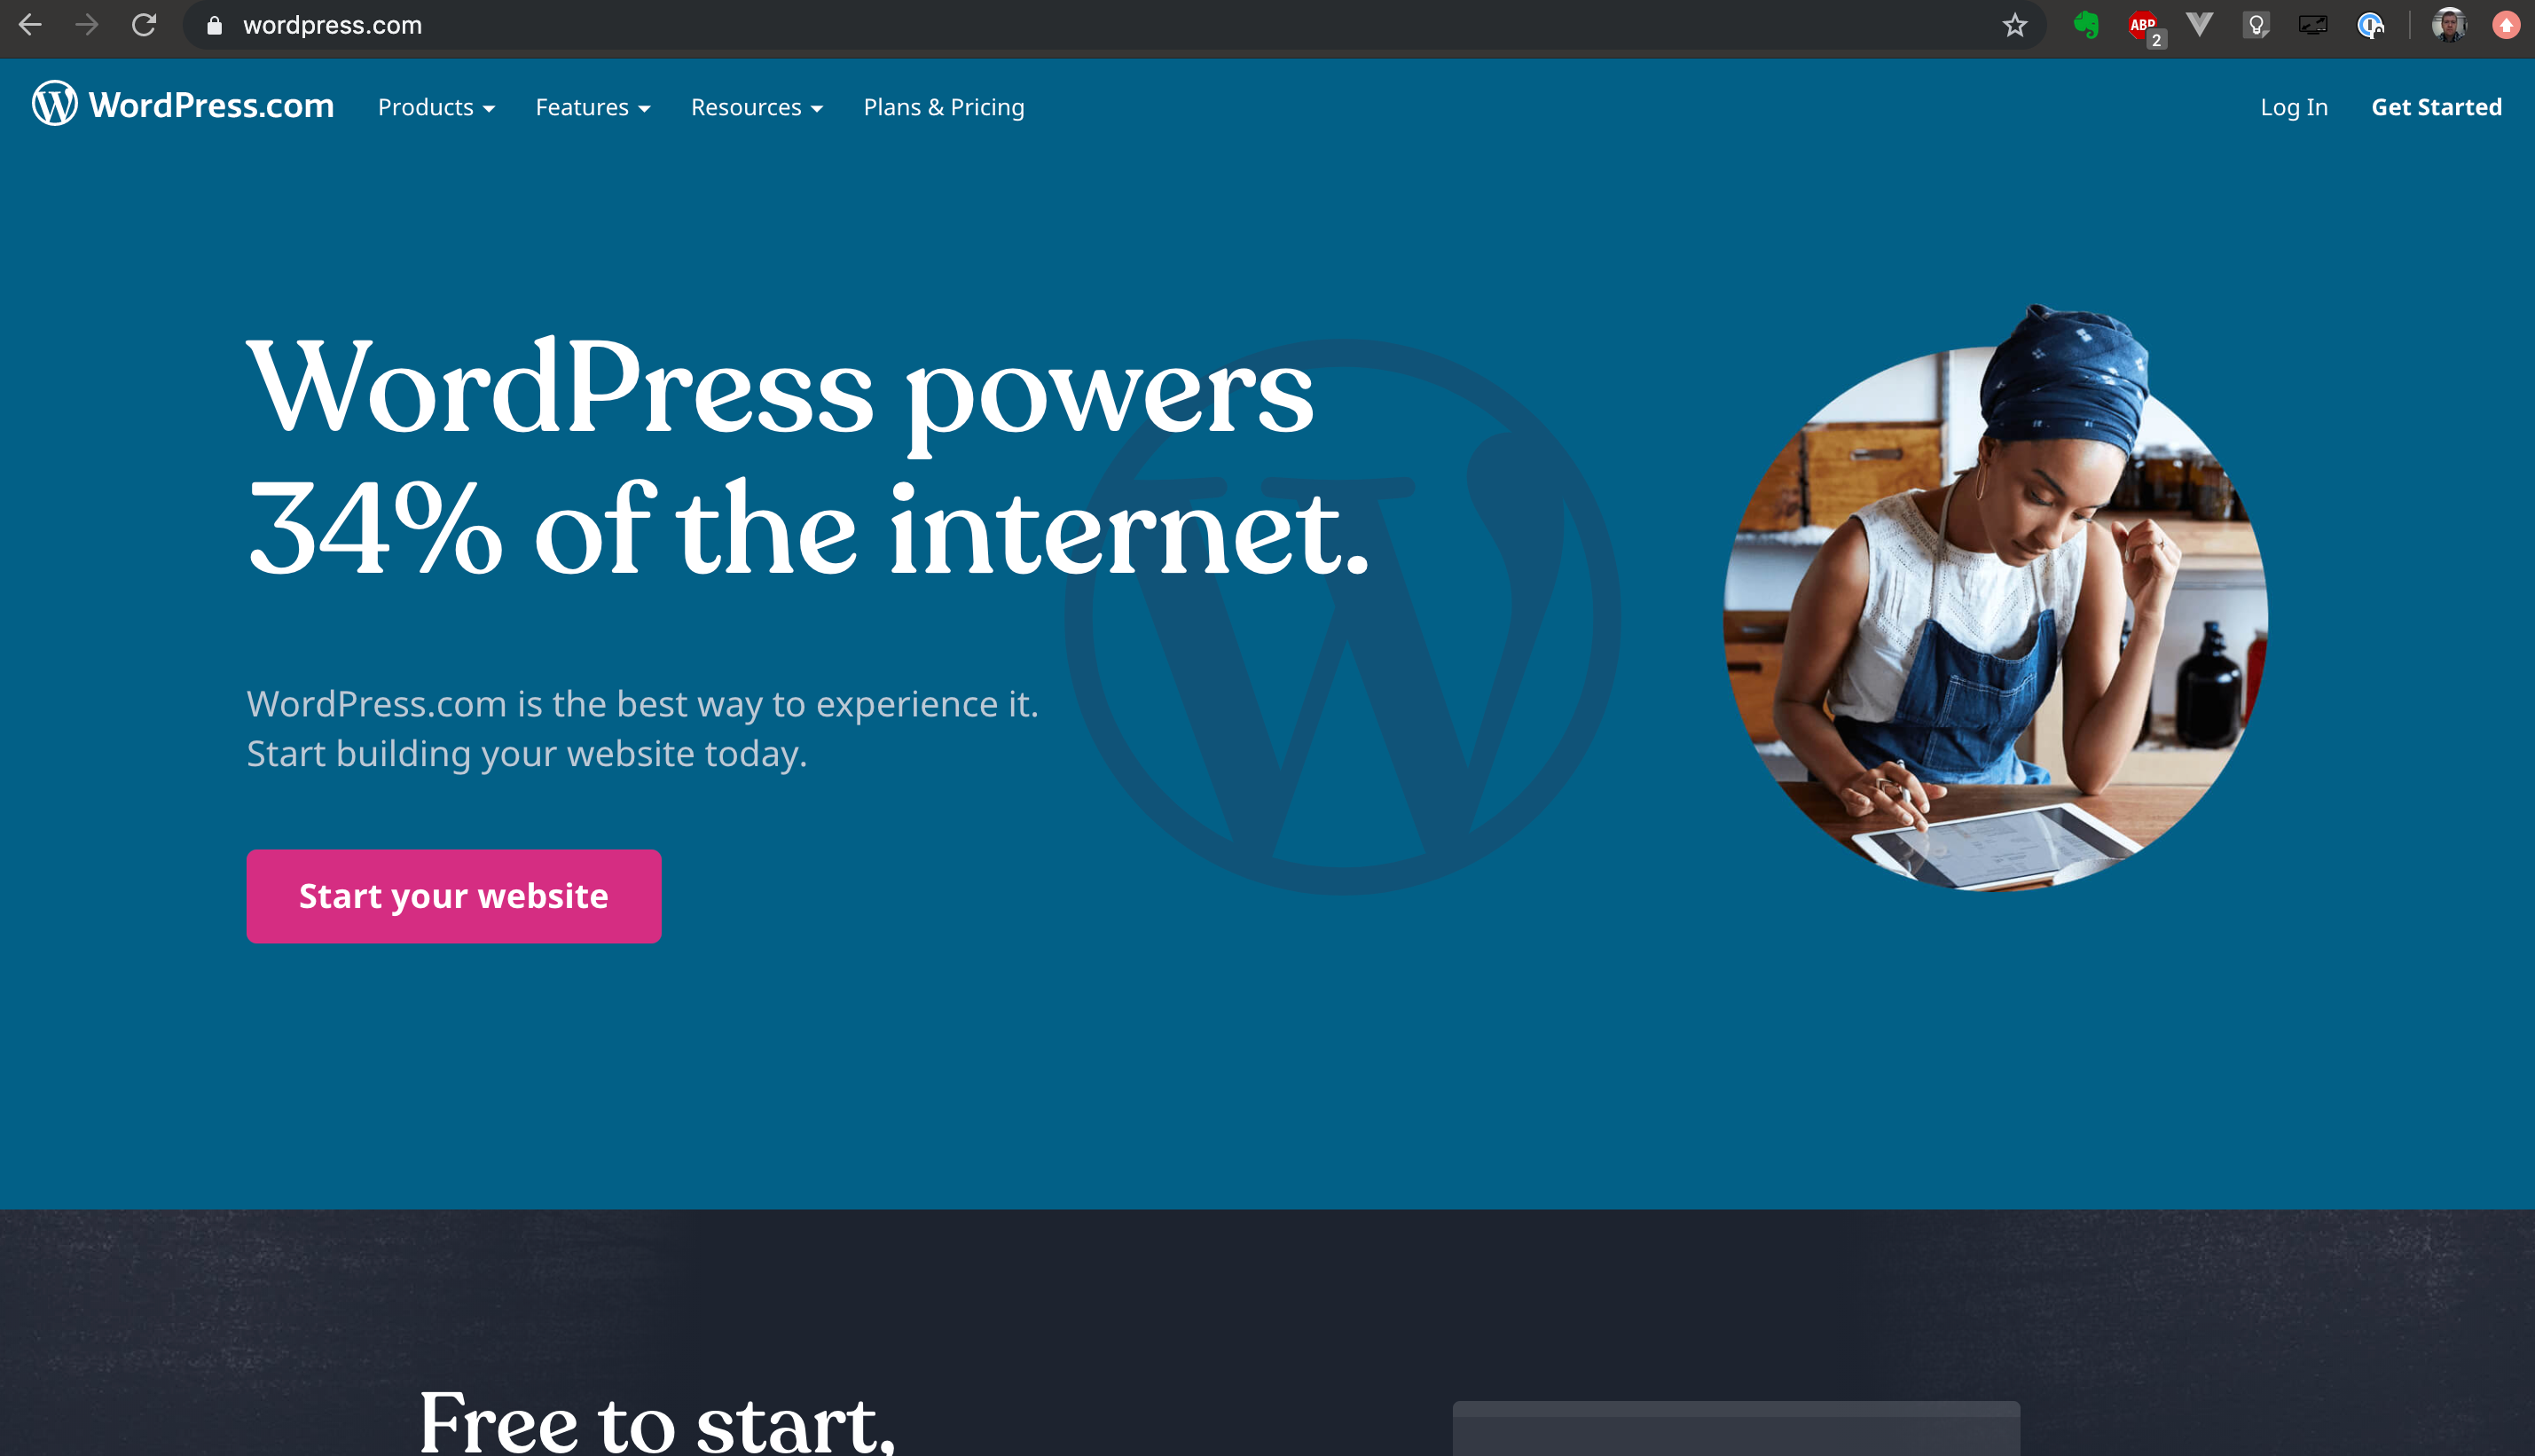 wordpress.com
ABP
2
WordPress.com
Products
Features
Resources
Plans & Pricing
Log In
Get Started
WordPress powers
34% of the internet.
WordPress.com is the best way to experience it.
Start building your website today.
Start your website
Free to start,